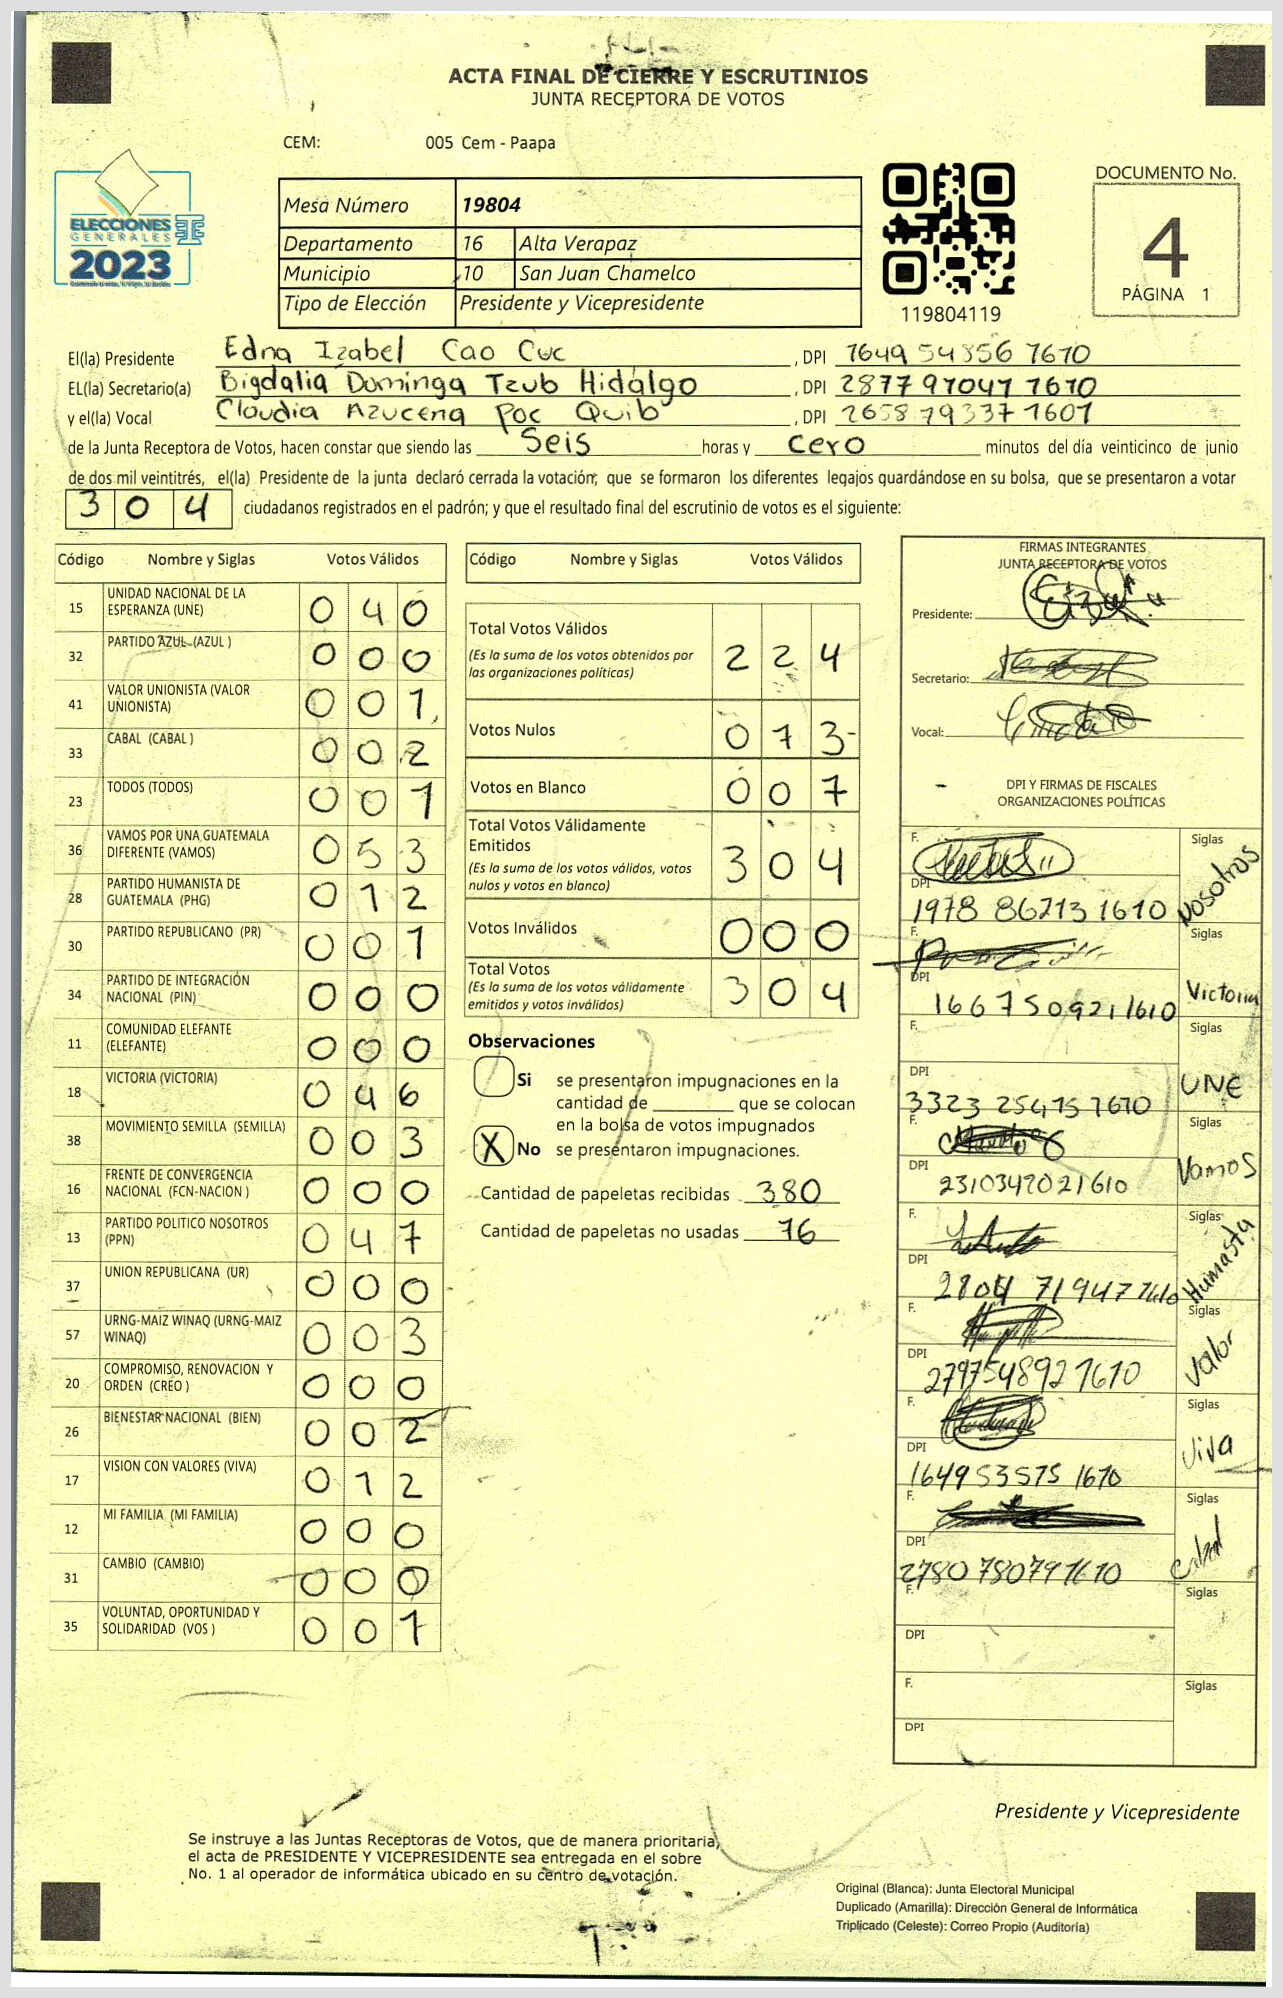 ACTA FINAL DE CIERRE Y ESCRUTINIOS
JUNTA RECEPTORA DE VOTOS
CEM: 005 Cem - Paapa
ELECCIONES
GENERALES
2023
Mesa Número 19804
Departamento 16 Alta Verapaz
Municipio 10 San Juan Chamelco
Tipo de Elección Presidente y Vicepresidente
119804119
DOCUMENTO No.
4
PÁGINA 1
El(la) Presidente Edna Izabel Cao Cuc , DPI 1649 54856 1610
EL(la) Secretario(a) Bigdalia Dominga Tzub Hidalgo , DPI 2877 97047 1610
y el(la) Vocal Claudia Azucena Poc Quib , DPI 2658 79337 1601
de la Junta Receptora de Votos, hacen constar que siendo las Seis horas y cero minutos del día veinticinco de junio
de dos mil veintitrés, el(la) Presidente de la junta declaró cerrada la votación; que se formaron los diferentes legajos guardándose en su bolsa, que se presentaron a votar
304 ciudadanos registrados en el padrón; y que el resultado final del escrutinio de votos es el siguiente:
Código Nombre y Siglas Votos Válidos
15 UNIDAD NACIONAL DE LA
ESPERANZA (UNE) 0 4 0
32 PARTIDO AZUL (AZUL ) 0 0 0
41 VALOR UNIONISTA (VALOR
UNIONISTA) 0 0 1
33 CABAL (CABAL ) 0 0 2
23 TODOS (TODOS) 0 0 1
36 VAMOS POR UNA GUATEMALA
DIFERENTE (VAMOS) 0 5 3
28 PARTIDO HUMANISTA DE
GUATEMALA (PHG) 0 1 2
30 PARTIDO REPUBLICANO (PR) 0 0 1
34 PARTIDO DE INTEGRACIÓN
NACIONAL (PIN) 0 0 0
11 COMUNIDAD ELEFANTE
(ELEFANTE) 0 0 0
18 VICTORIA (VICTORIA) 0 4 6
38 MOVIMIENTO SEMILLA (SEMILLA) 0 0 3
16 FRENTE DE CONVERGENCIA
NACIONAL (FCN-NACION ) 0 0 0
13 PARTIDO POLITICO NOSOTROS
(PPN) 0 4 7
37 UNION REPUBLICANA (UR) 0 0 0
57 URNG-MAIZ WINAQ (URNG-MAIZ
WINAQ) 0 0 3
20 COMPROMISO, RENOVACION Y
ORDEN (CREO ) 0 0 0
26 BIENESTAR NACIONAL (BIEN) 0 0 2
17 VISION CON VALORES (VIVA) 0 1 2
12 MI FAMILIA (MI FAMILIA) 0 0 0
31 CAMBIO (CAMBIO) 0 0 0
35 VOLUNTAD, OPORTUNIDAD Y
SOLIDARIDAD (VOS ) 0 0 1
Código Nombre y Siglas Votos Válidos
Total Votos Válidos
(Es la suma de los votos obtenidos por
las organizaciones políticas) 2 2 4
Votos Nulos 0 7 3
Votos en Blanco 0 0 7
Total Votos Válidamente
Emitidos
(Es la suma de los votos válidos, votos
nulos y votos en blanco) 3 0 4
Votos Inválidos 0 0 0
Total Votos
(Es la suma de los votos válidamente
emitidos y votos inválidos) 3 0 4
Observaciones
Si se presentaron impugnaciones en la
cantidad de ________ que se colocan
en la bolsa de votos impugnados
X No se presentaron impugnaciones.
Cantidad de papeletas recibidas 380
Cantidad de papeletas no usadas 76
FIRMAS INTEGRANTES
JUNTA RECEPTORA DE VOTOS
Presidente:
Secretario:
Vocal:
DPI Y FIRMAS DE FISCALES
ORGANIZACIONES POLÍTICAS
F. Siglas
DPI 1978 86213 1610 Nosotros
F. Siglas
DPI 1667509211610 Victoria
F. Siglas
DPI 3323 25415 1610 UNE
F. Siglas
DPI 2310347021610 Vamos
F. Siglas
DPI 2804 71947 1610 Humasta
F. Siglas
DPI 279754892 1610 Valor
F. Siglas
DPI 164953575 1610 Viva
F. Siglas
DPI 2780 78079 1610 Cabal
F. Siglas
DPI
F. Siglas
DPI
Presidente y Vicepresidente
Se instruye a las Juntas Receptoras de Votos, que de manera prioritaria,
el acta de PRESIDENTE Y VICEPRESIDENTE sea entregada en el sobre
No. 1 al operador de informática ubicado en su centro de votación.
Original (Blanca): Junta Electoral Municipal
Duplicado (Amarilla): Dirección General de Informática
Triplicado (Celeste): Correo Propio (Auditoría)